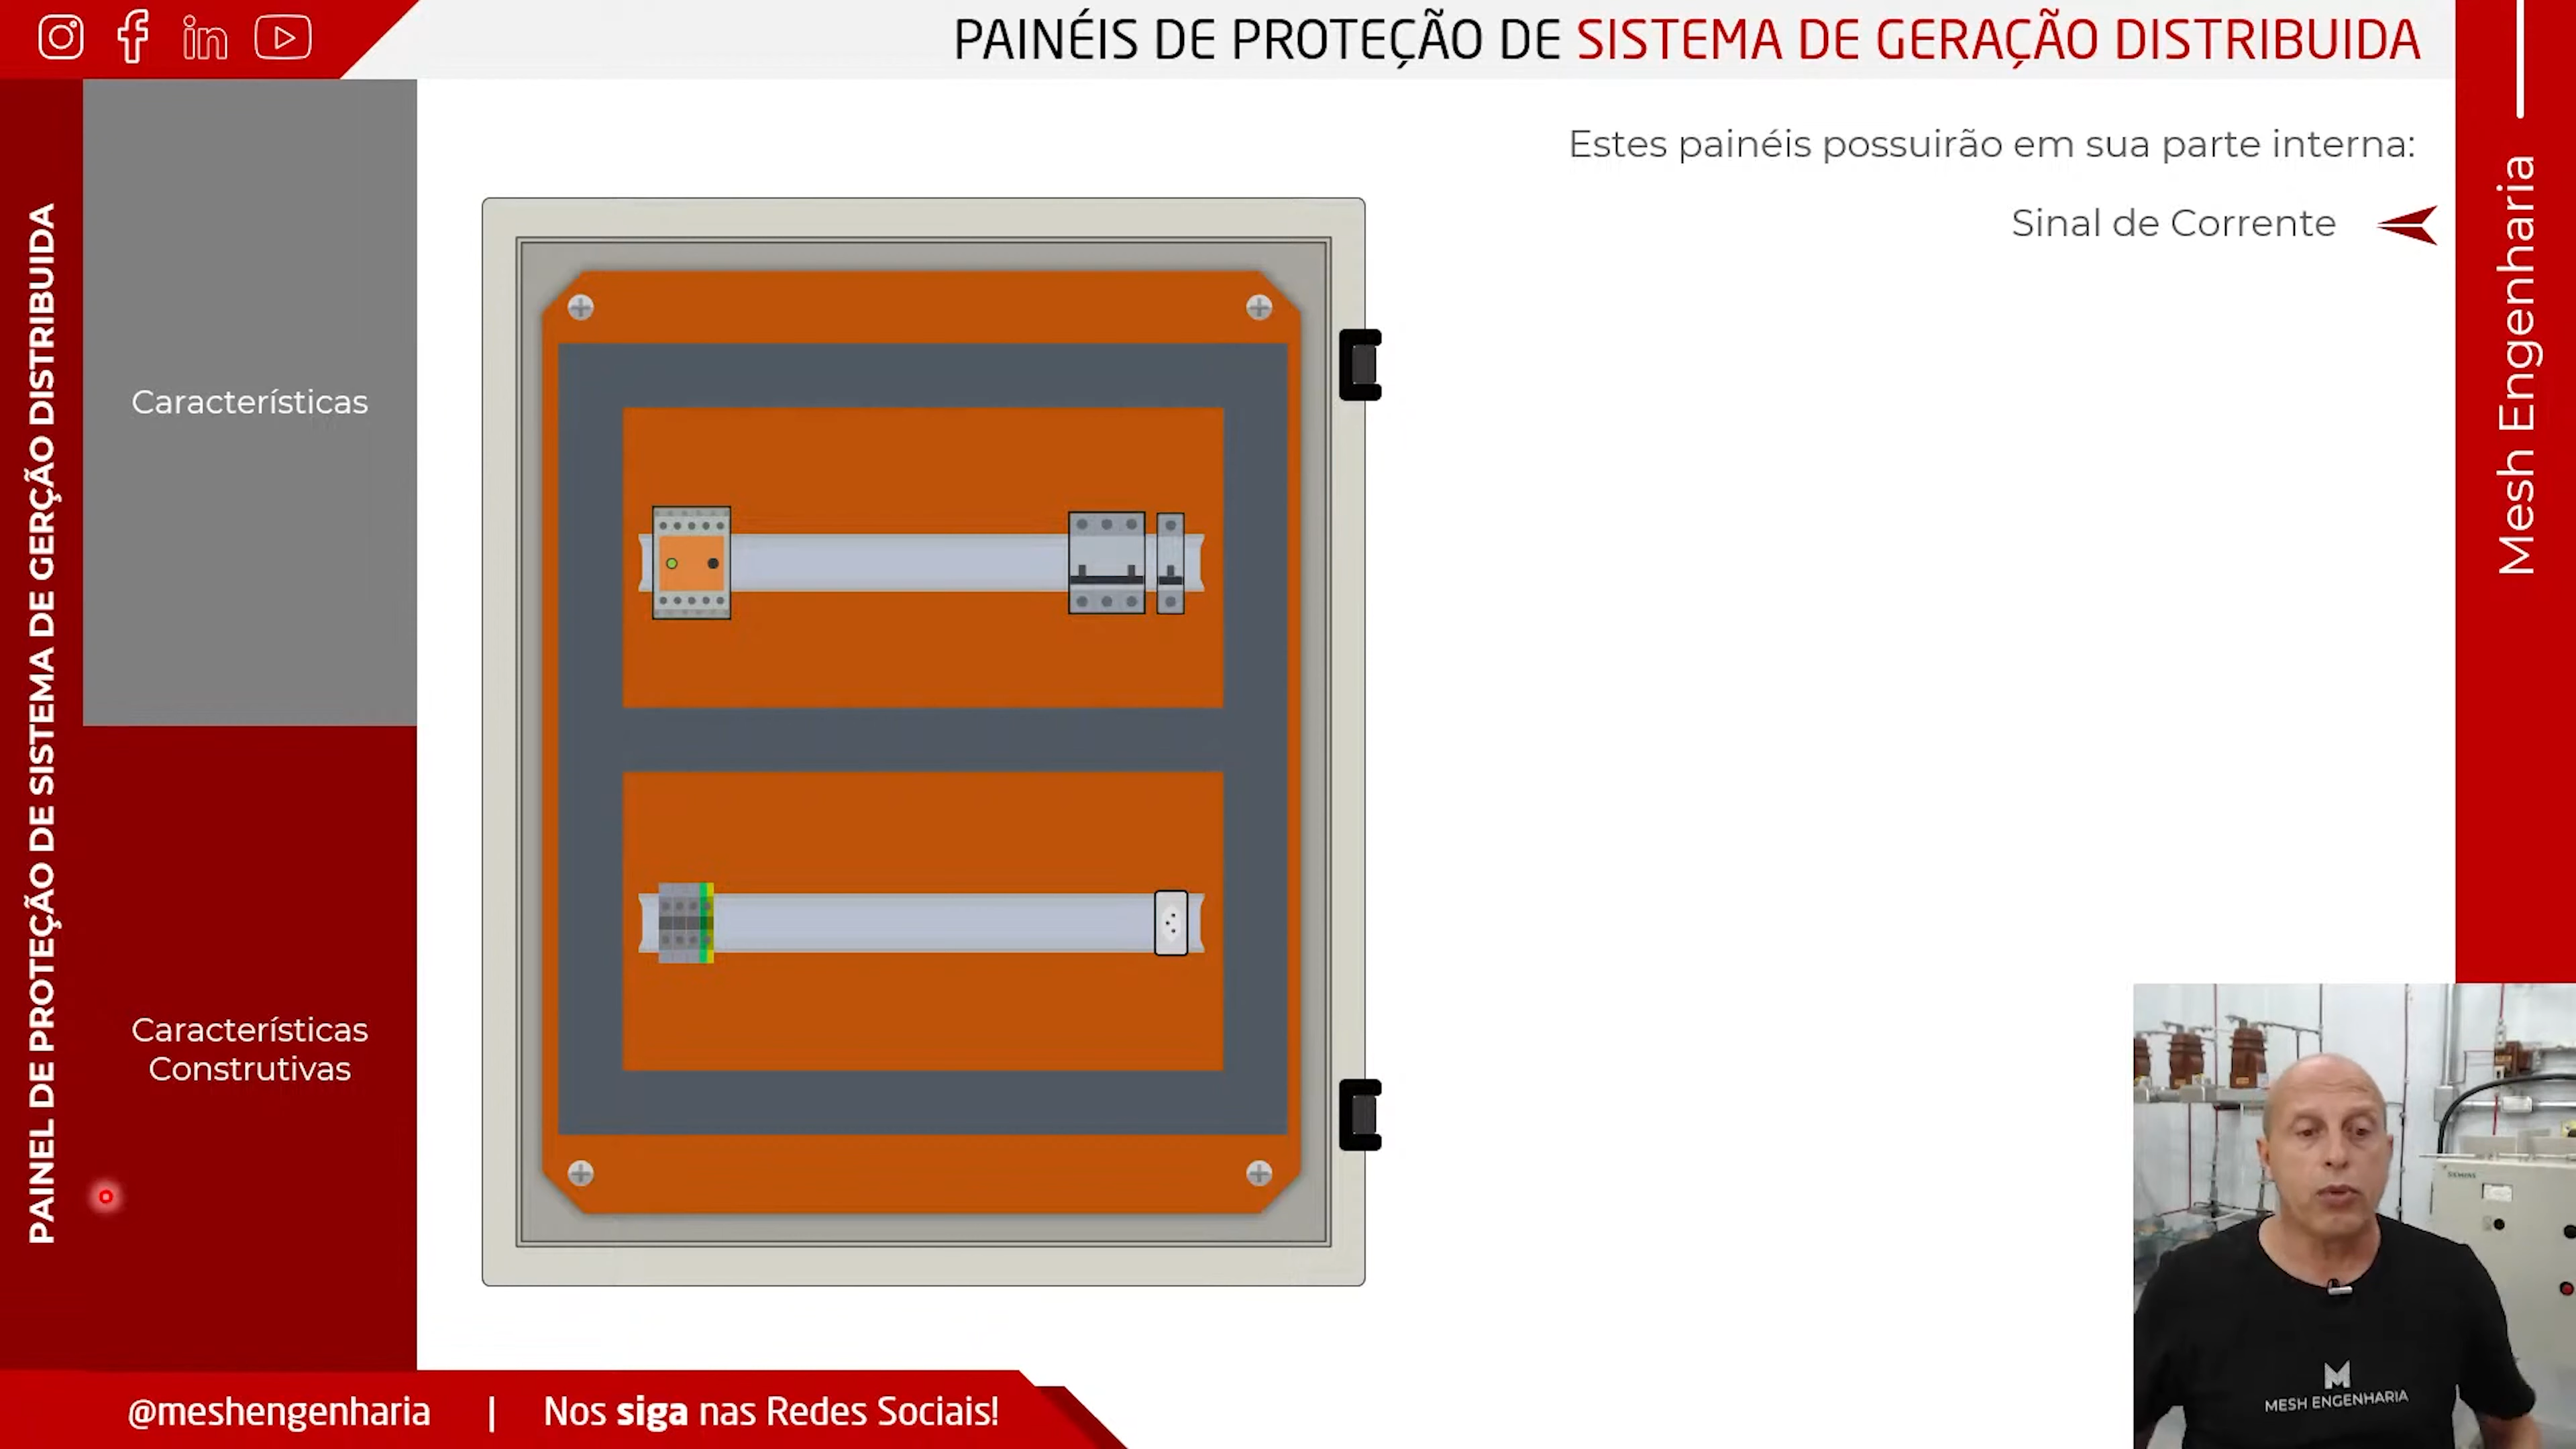 PAINÉIS DE PROTEÇÃO DE SISTEMA DE GERAÇÃO DISTRIBUIDA
Estes painéis possuirão em sua parte interna:
Sinal de Corrente
PAINEL DE PROTEÇÃO DE SISTEMA DE GERÇÃO DISTRIBUIDA
Características
Características
Construtivas
Mesh Engenharia
SIEMENS
M
MESH ENGENHARIA
@meshengenharia | Nos siga nas Redes Sociais!